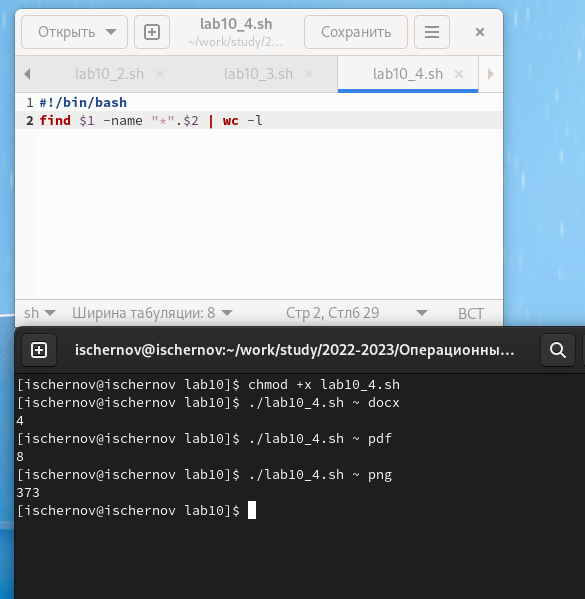 Открыть
lab10_4.sh
~/work/study/2...
Сохранить
lab10_2.sh
lab10_3.sh
lab10_4.sh
1 #!/bin/bash
2 find $1 -name "*".$2 | wc -l
sh
Ширина табуляции: 8
Стр 2, Стлб 29
ВСТ
ischernov@ischernov:~/work/study/2022-2023/Операционны...
[ischernov@ischernov lab10]$ chmod +x lab10_4.sh
[ischernov@ischernov lab10]$ ./lab10_4.sh ~ docx
4
[ischernov@ischernov lab10]$ ./lab10_4.sh ~ pdf
8
[ischernov@ischernov lab10]$ ./lab10_4.sh ~ png
373
[ischernov@ischernov lab10]$